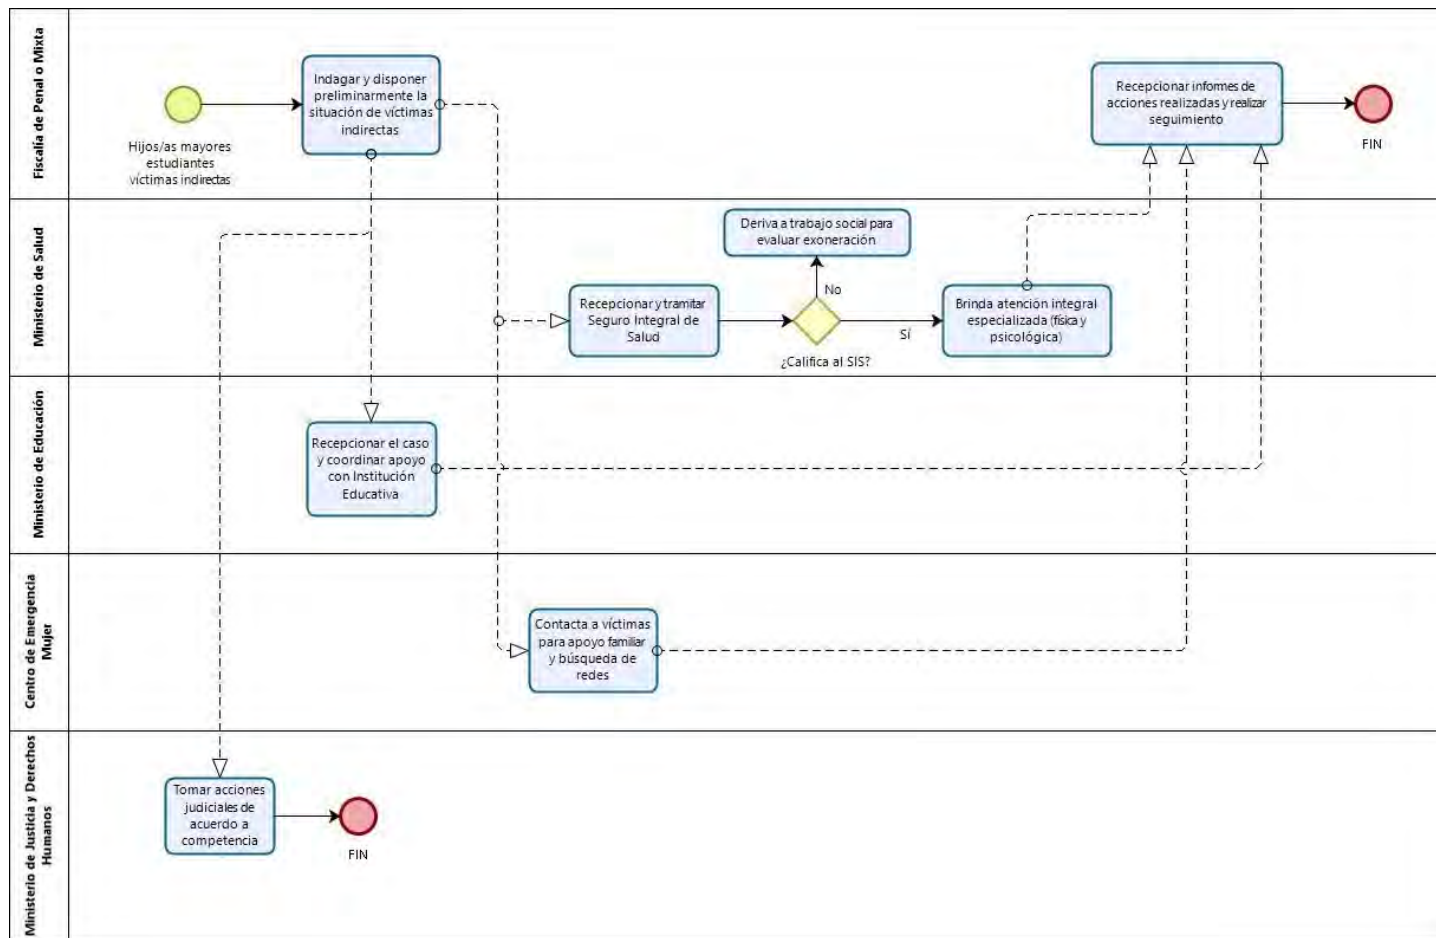 Fiscalía de Penal o Mixta
Hijos/as mayores
estudiantes
víctimas indirectas
Indagar y disponer
preliminarmente la
situación de víctimas
indirectas
Recepcionar informes de
acciones realizadas y realizar
seguimiento
FIN
Ministerio de Salud
Recepcionar y tramitar
Seguro Integral de
Salud
Deriva a trabajo social para
evaluar exoneración
No
¿Califica al SIS?
Sí
Brinda atención integral
especializada (física y
psicológica)
Ministerio de Educación
Recepcionar el caso
y coordinar apoyo
con Institución
Educativa
Centro de Emergencia
Mujer
Contacta a víctimas
para apoyo familiar
y búsqueda de
redes
Ministerio de Justicia y Derechos
Humanos
Tomar acciones
judiciales de
acuerdo a
competencia
FIN